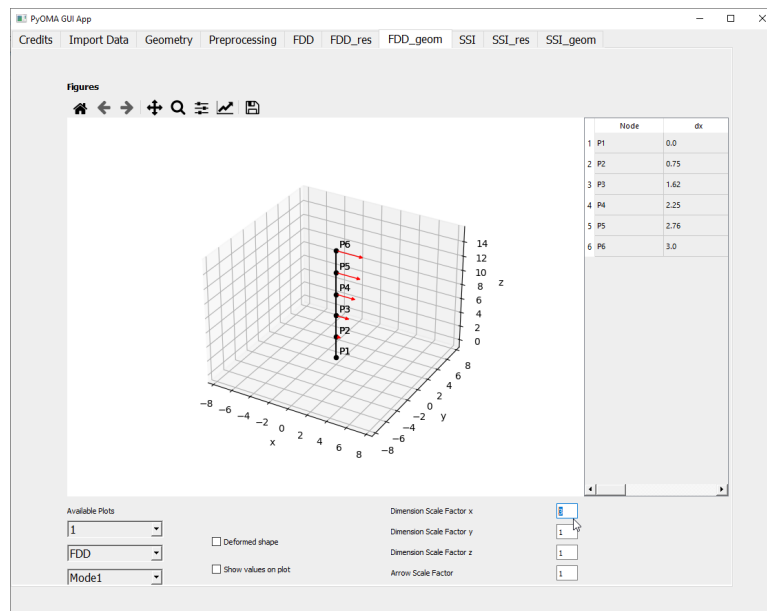 PyOMA GUI App
Credits Import Data Geometry Preprocessing FDD FDD_res FDD_geom SSI SSI_res SSI_geom
Figures
Node dx
1 P1 0.0
2 P2 0.75
3 P3 1.62
4 P4 2.25
5 P5 2.76
6 P6 3.0
P6
P5
P4
P3
P2
P1
14
12
10
8
6
4
2
0
z
−8 −6 −4 −2 0 2 4 6 8
x
−8 −6 −4 −2 0 2 4 6 8
y
Available Plots
1
FDD
Mode1
Deformed shape
Show values on plot
Dimension Scale Factor x 3
Dimension Scale Factor y 1
Dimension Scale Factor z 1
Arrow Scale Factor 1